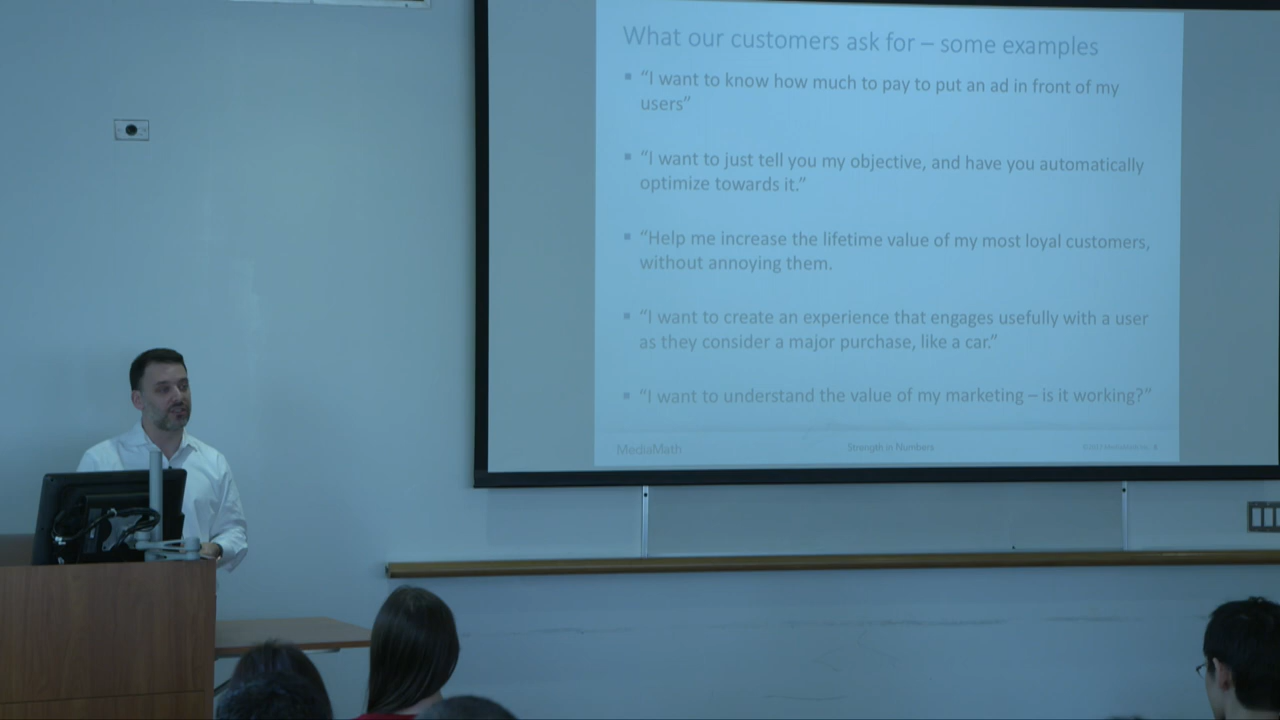 What our customers ask for – some examples
▪ “I want to know how much to pay to put an ad in front of my
users”
▪ “I want to just tell you my objective, and have you automatically
optimize towards it.”
▪ “Help me increase the lifetime value of my most loyal customers,
without annoying them.
▪ “I want to create an experience that engages usefully with a user
as they consider a major purchase, like a car.”
▪ “I want to understand the value of my marketing – is it working?”
MediaMath
Strength in Numbers